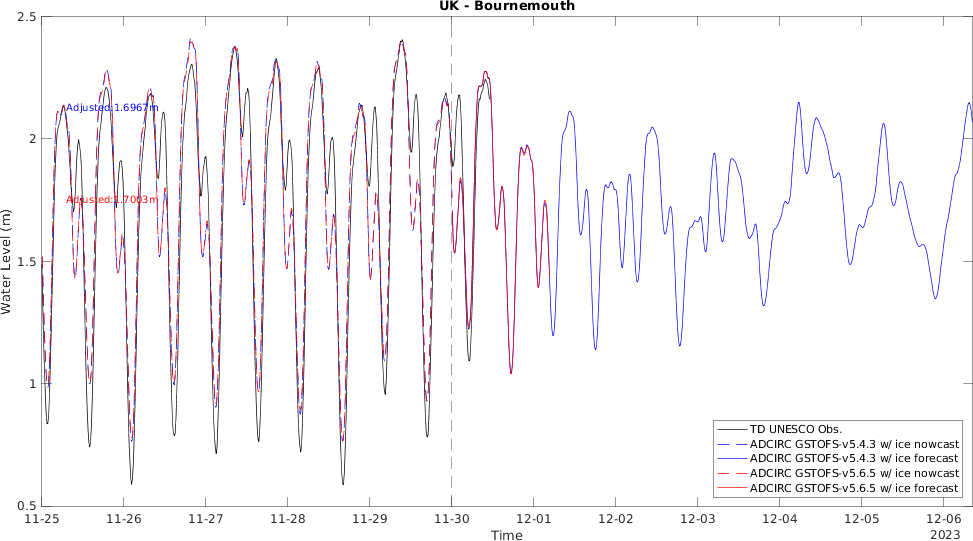 UK - Bournemouth
2.5
2
1.5
1
0.5
Water Level (m)
Adjusted:1.6967m
Adjusted:1.7003m
TD UNESCO Obs.
ADCIRC GSTOFS-v5.4.3 w/ ice nowcast
ADCIRC GSTOFS-v5.4.3 w/ ice forecast
ADCIRC GSTOFS-v5.6.5 w/ ice nowcast
ADCIRC GSTOFS-v5.6.5 w/ ice forecast
11-25 11-26 11-27 11-28 11-29 11-30 12-01 12-02 12-03 12-04 12-05 12-06
Time
2023